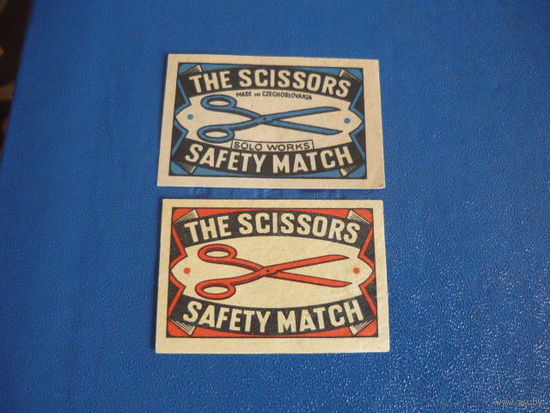 THE SCISSORS
MADE IN CZECHOSLOVAKIA
SOLO WORKS
SAFETY MATCH
THE SCISSORS
SAFETY MATCH